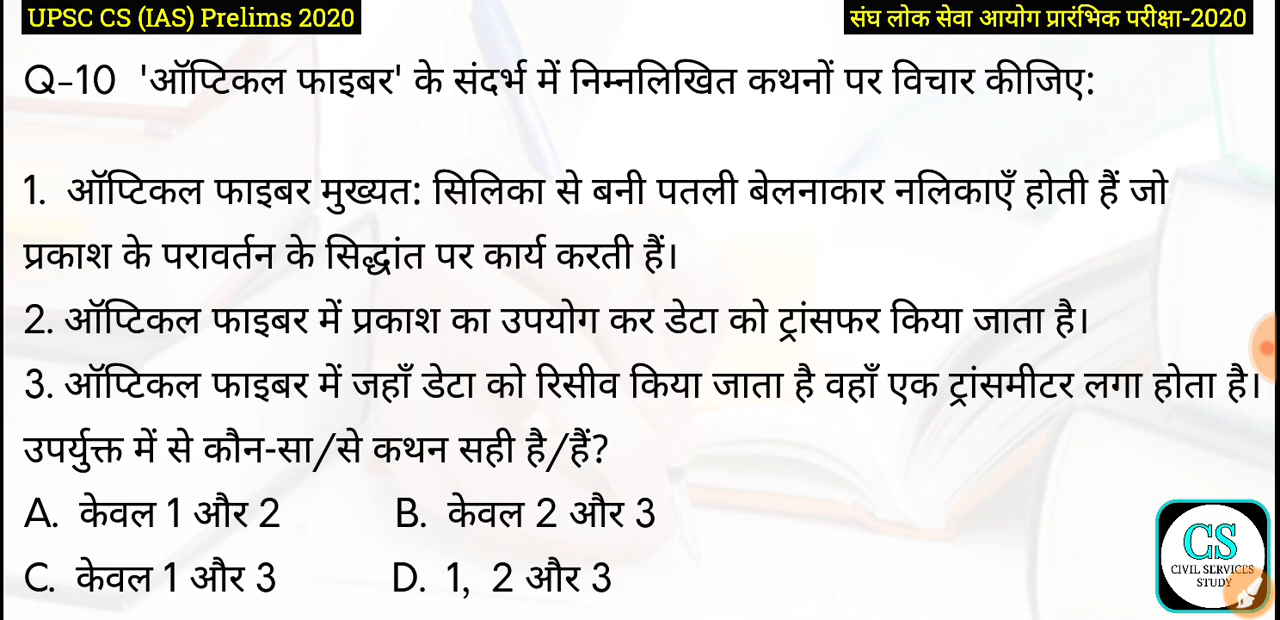 UPSC CS (IAS) Prelims 2020
संघ लोक सेवा आयोग प्रारंभिक परीक्षा-2020
Q-10 'ऑप्टिकल फाइबर' के संदर्भ में निम्नलिखित कथनों पर विचार कीजिए:
1. ऑप्टिकल फाइबर मुख्यत: सिलिका से बनी पतली बेलनाकार नलिकाएँ होती हैं जो
प्रकाश के परावर्तन के सिद्धांत पर कार्य करती हैं।
2. ऑप्टिकल फाइबर में प्रकाश का उपयोग कर डेटा को ट्रांसफर किया जाता है।
3. ऑप्टिकल फाइबर में जहाँ डेटा को रिसीव किया जाता है वहाँ एक ट्रांसमीटर लगा होता है।
उपर्युक्त में से कौन-सा/से कथन सही है/हैं?
A. केवल 1 और 2 B. केवल 2 और 3
C. केवल 1 और 3 D. 1, 2 और 3
CS
CIVIL SERVICES
STUDY